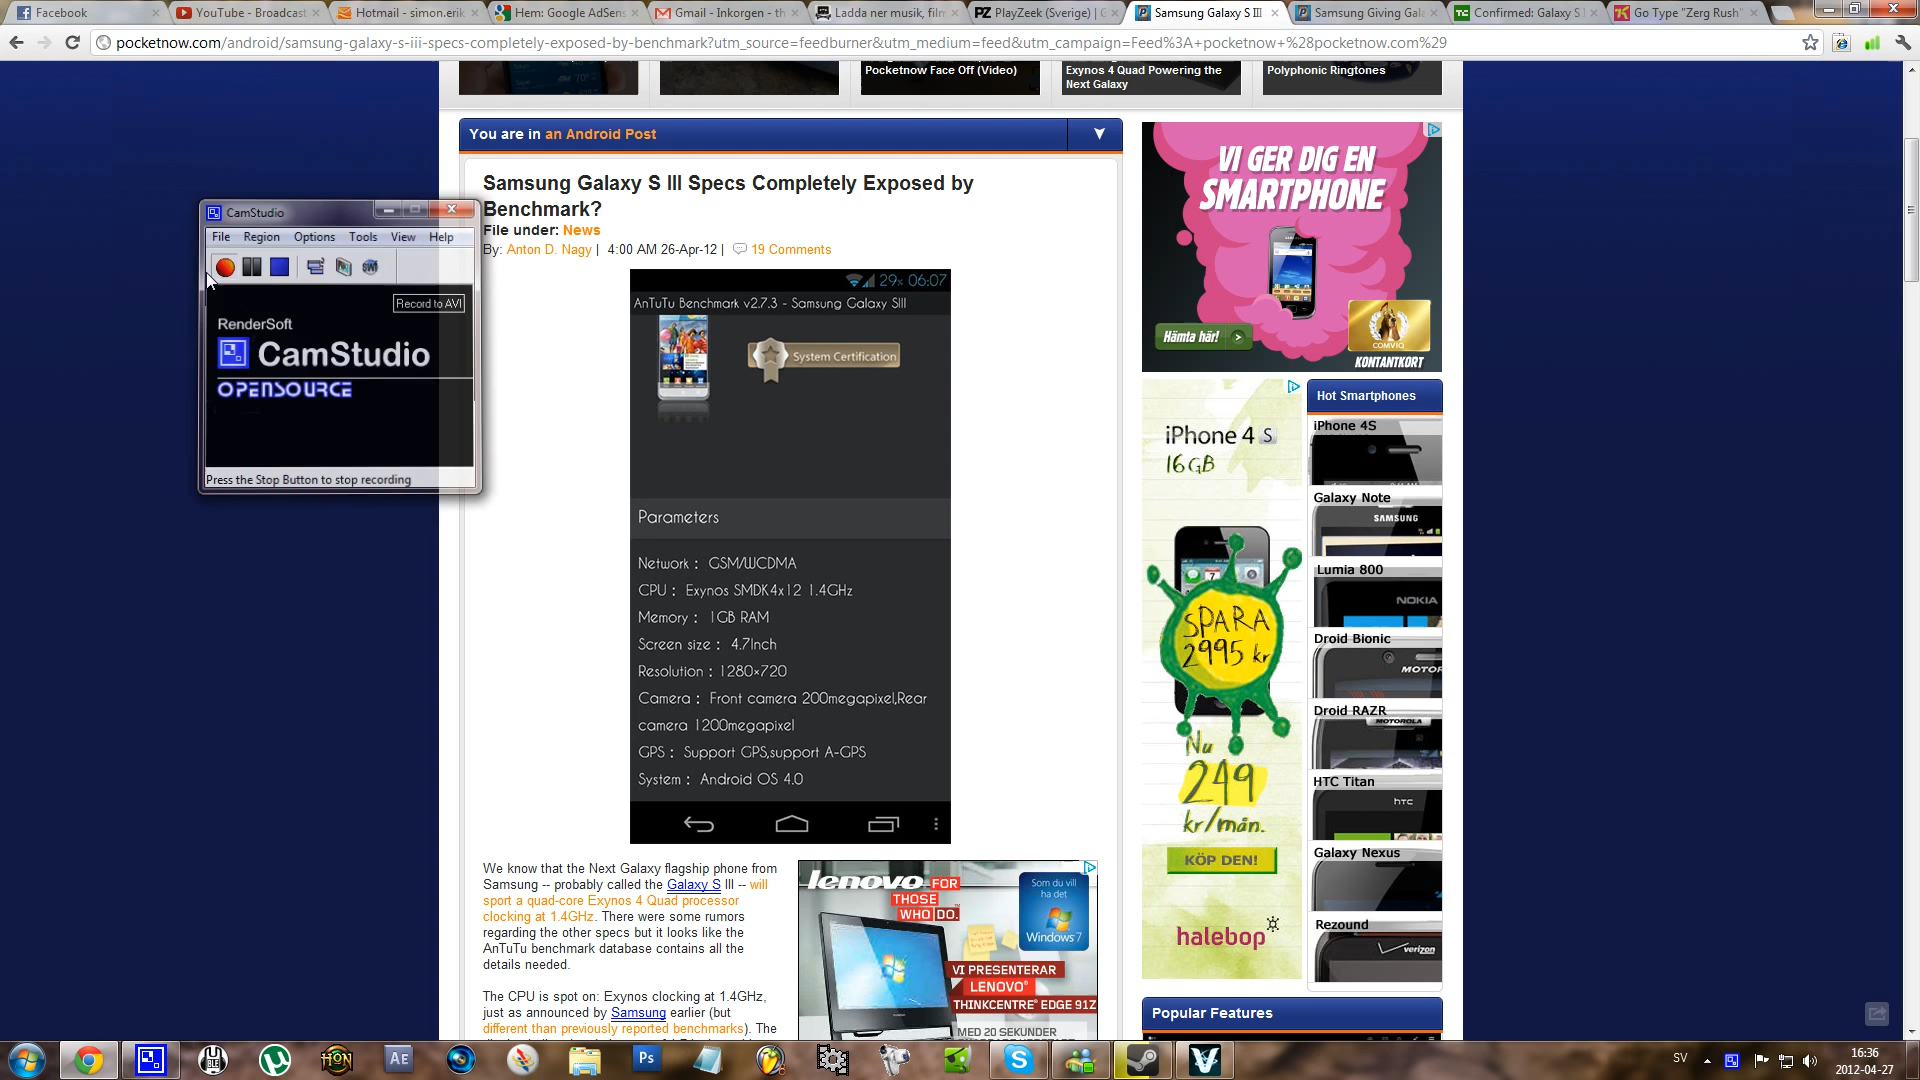 Facebook
YouTube - Broadcast
Hotmail - simon.erik
Hem: Google AdSens
Gmail - Inkorgen - th
Ladda ner musik, film
PlayZeek (Sverige) |
Samsung Galaxy S III
Samsung Giving Gala
Confirmed: Galaxy S
Go Type "Zerg Rush"
pocketnow.com/android/samsung-galaxy-s-iii-specs-completely-exposed-by-benchmark?utm_source=feedburner&utm_medium=feed&utm_campaign=Feed%3A+pocketnow+%28pocketnow.com%29
Pocketnow Face Off (Video)
Exynos 4 Quad Powering the
Next Galaxy
Polyphonic Ringtones
You are in an Android Post
Samsung Galaxy S III Specs Completely Exposed by
Benchmark?
File under: News
By: Anton D. Nagy | 4:00 AM 26-Apr-12 | 19 Comments
CamStudio
File Region Options Tools View Help
Record to AVI
RenderSoft
CamStudio
OPENSOURCE
Press the Stop Button to stop recording
29% 06:07
AnTuTu Benchmark v2.7.3 - Samsung Galaxy SIII
System Certification
Parameters
Network : GSM/WCDMA
CPU : Exynos SMDK4x12 1.4GHz
Memory : 1GB RAM
Screen size : 4.7Inch
Resolution : 1280×720
Camera : Front camera 200megapixel,Rear
camera 1200megapixel
GPS : Support GPS,support A-GPS
System : Android OS 4.0
We know that the Next Galaxy flagship phone from
Samsung -- probably called the Galaxy S III -- will
sport a quad-core Exynos 4 Quad processor
clocking at 1.4GHz. There were some rumors
regarding the other specs but it looks like the
AnTuTu benchmark database contains all the
details needed.
The CPU is spot on: Exynos clocking at 1.4GHz,
just as announced by Samsung earlier (but
different than previously reported benchmarks). The
lenovo FOR
THOSE
WHO DO.
Som du vill
ha det
Windows 7
VI PRESENTERAR
LENOVO®
THINKCENTRE® EDGE 91Z
MED 20 SEKUNDER
VI GER DIG EN
SMARTPHONE
Hämta här!
COMVIQ
KONTANTKORT
iPhone 4 S
16GB
SPARA
2995 kr
Nu
249
kr/mån.
KÖP DEN!
halebop
Hot Smartphones
iPhone 4S
Galaxy Note
SAMSUNG
Lumia 800
NOKIA
Droid Bionic
MOTOR
Droid RAZR
MOTOROLA
HTC Titan
hTC
Galaxy Nexus
Rezound
verizon
Popular Features
HON
AE
Ps
SV
16:36
2012-04-27